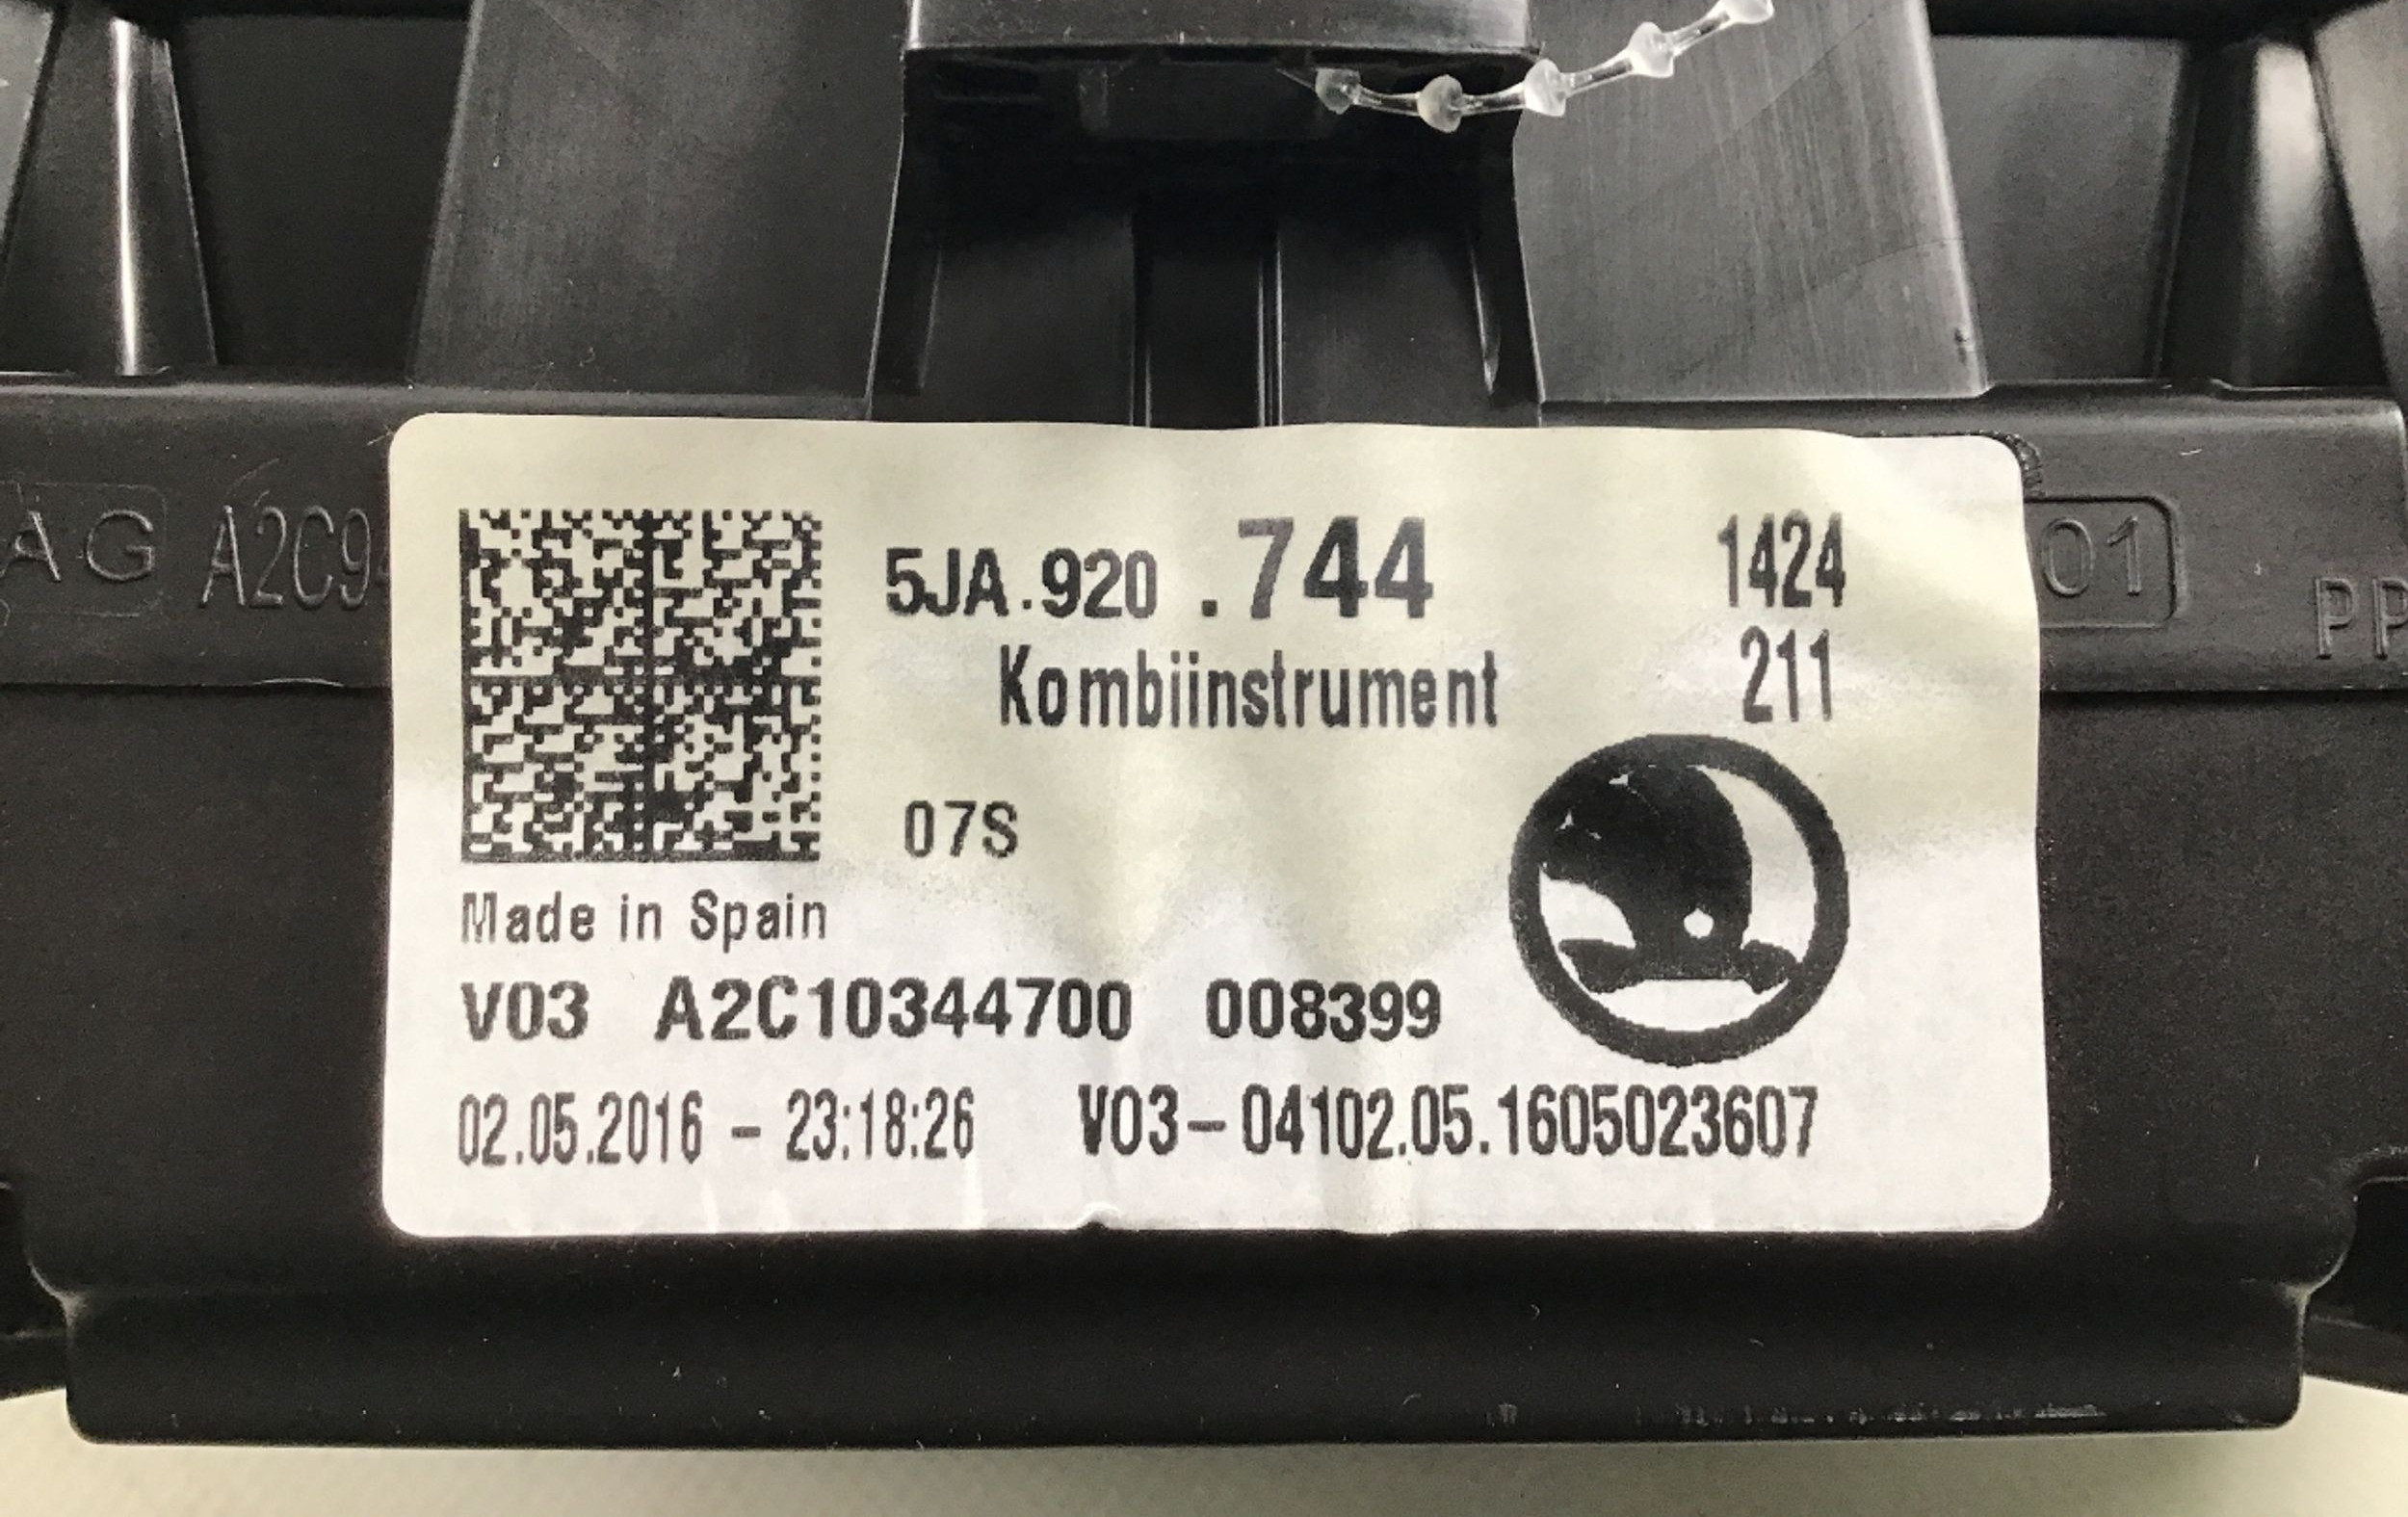 AG A2C9
01
PP
5JA.920 .744 1424
Kombiinstrument 211
07S
Made in Spain
V03 A2C10344700 008399
02.05.2016 - 23:18:26 V03-04102.05.1605023607